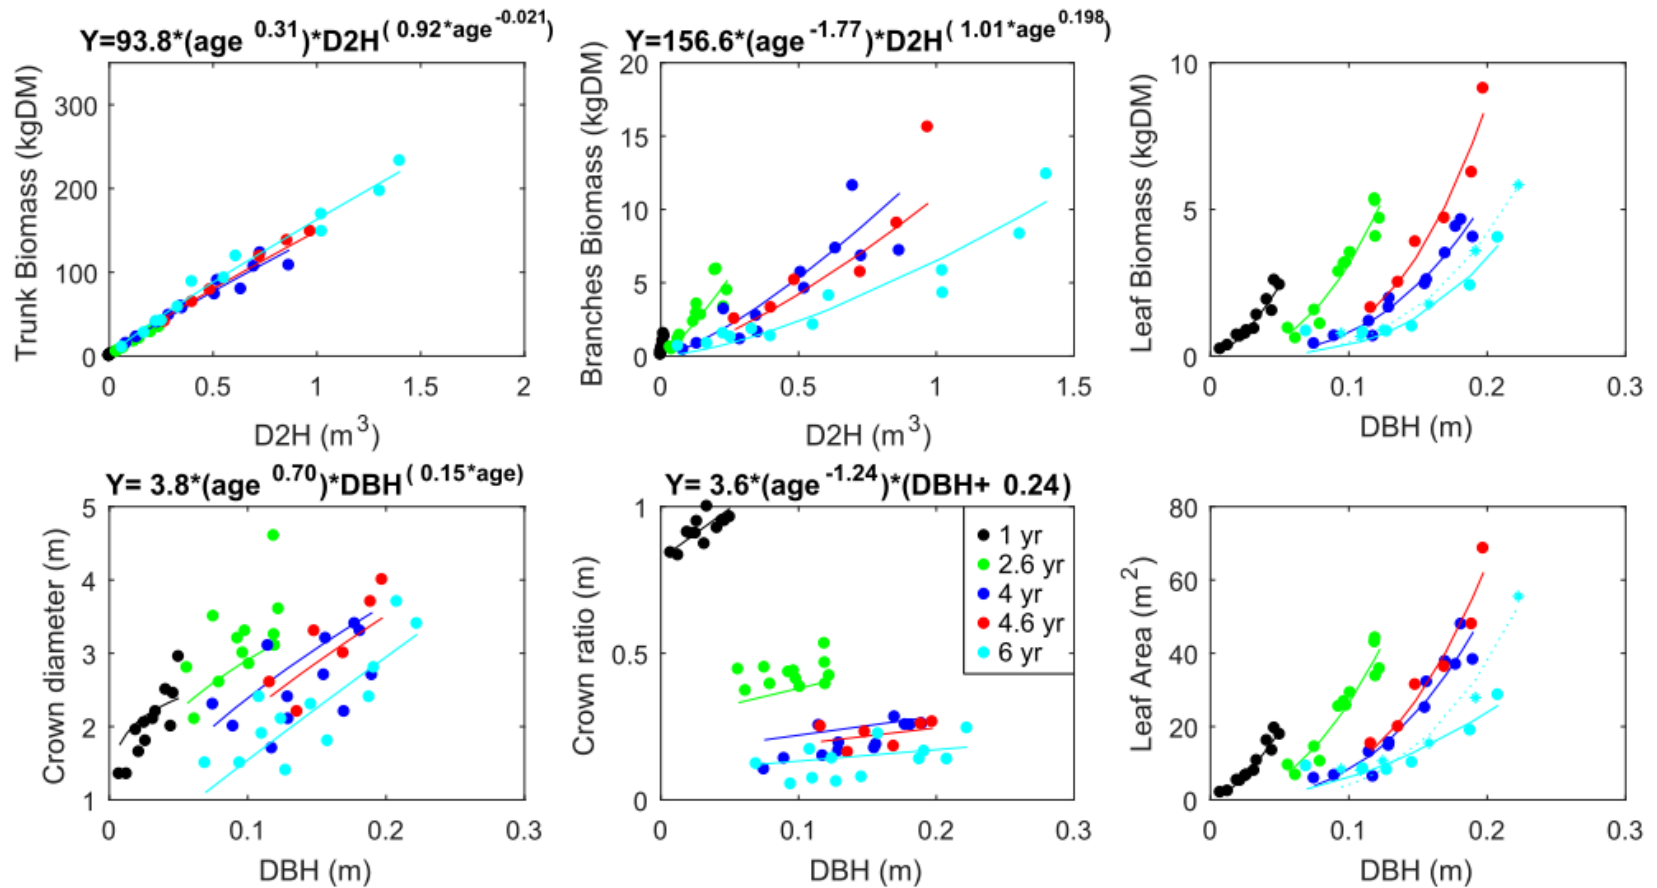 Y=93.8*(age 0.31)*D2H( 0.92*age-0.021)
Trunk Biomass (kgDM)
300
200
100
0
0 0.5 1 1.5 2
D2H (m3)
Y=156.6*(age -1.77)*D2H( 1.01*age0.198)
Branches Biomass (kgDM)
20
15
10
5
0
0 0.5 1 1.5
D2H (m3)
Leaf Biomass (kgDM)
10
5
0
0 0.1 0.2 0.3
DBH (m)
Y= 3.8*(age 0.70)*DBH( 0.15*age)
Crown diameter (m)
5
4
3
2
1
0 0.1 0.2 0.3
DBH (m)
Y= 3.6*(age -1.24)*(DBH+ 0.24)
Crown ratio (m)
1
0.5
0
1 yr
2.6 yr
4 yr
4.6 yr
6 yr
0 0.1 0.2 0.3
DBH (m)
Leaf Area (m2)
80
60
40
20
0
0 0.1 0.2 0.3
DBH (m)